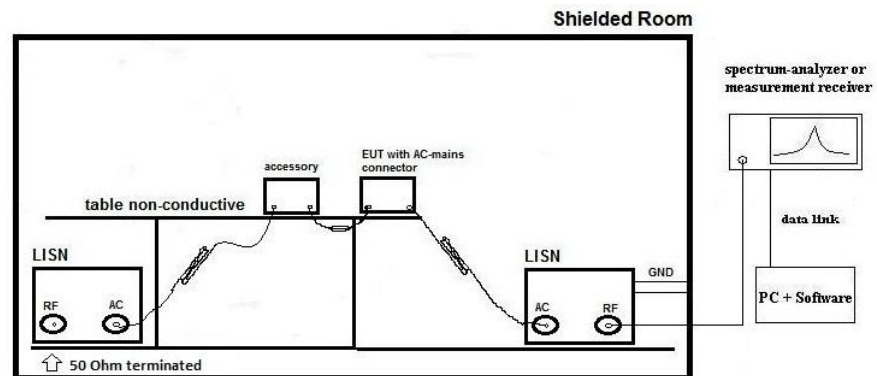 Shielded Room
spectrum-analyzer or
measurement receiver
EUT with AC-mains
connector
accessory
table non-conductive
data link
LISN
LISN
GND
RF
AC
AC
RF
PC + Software
50 Ohm terminated